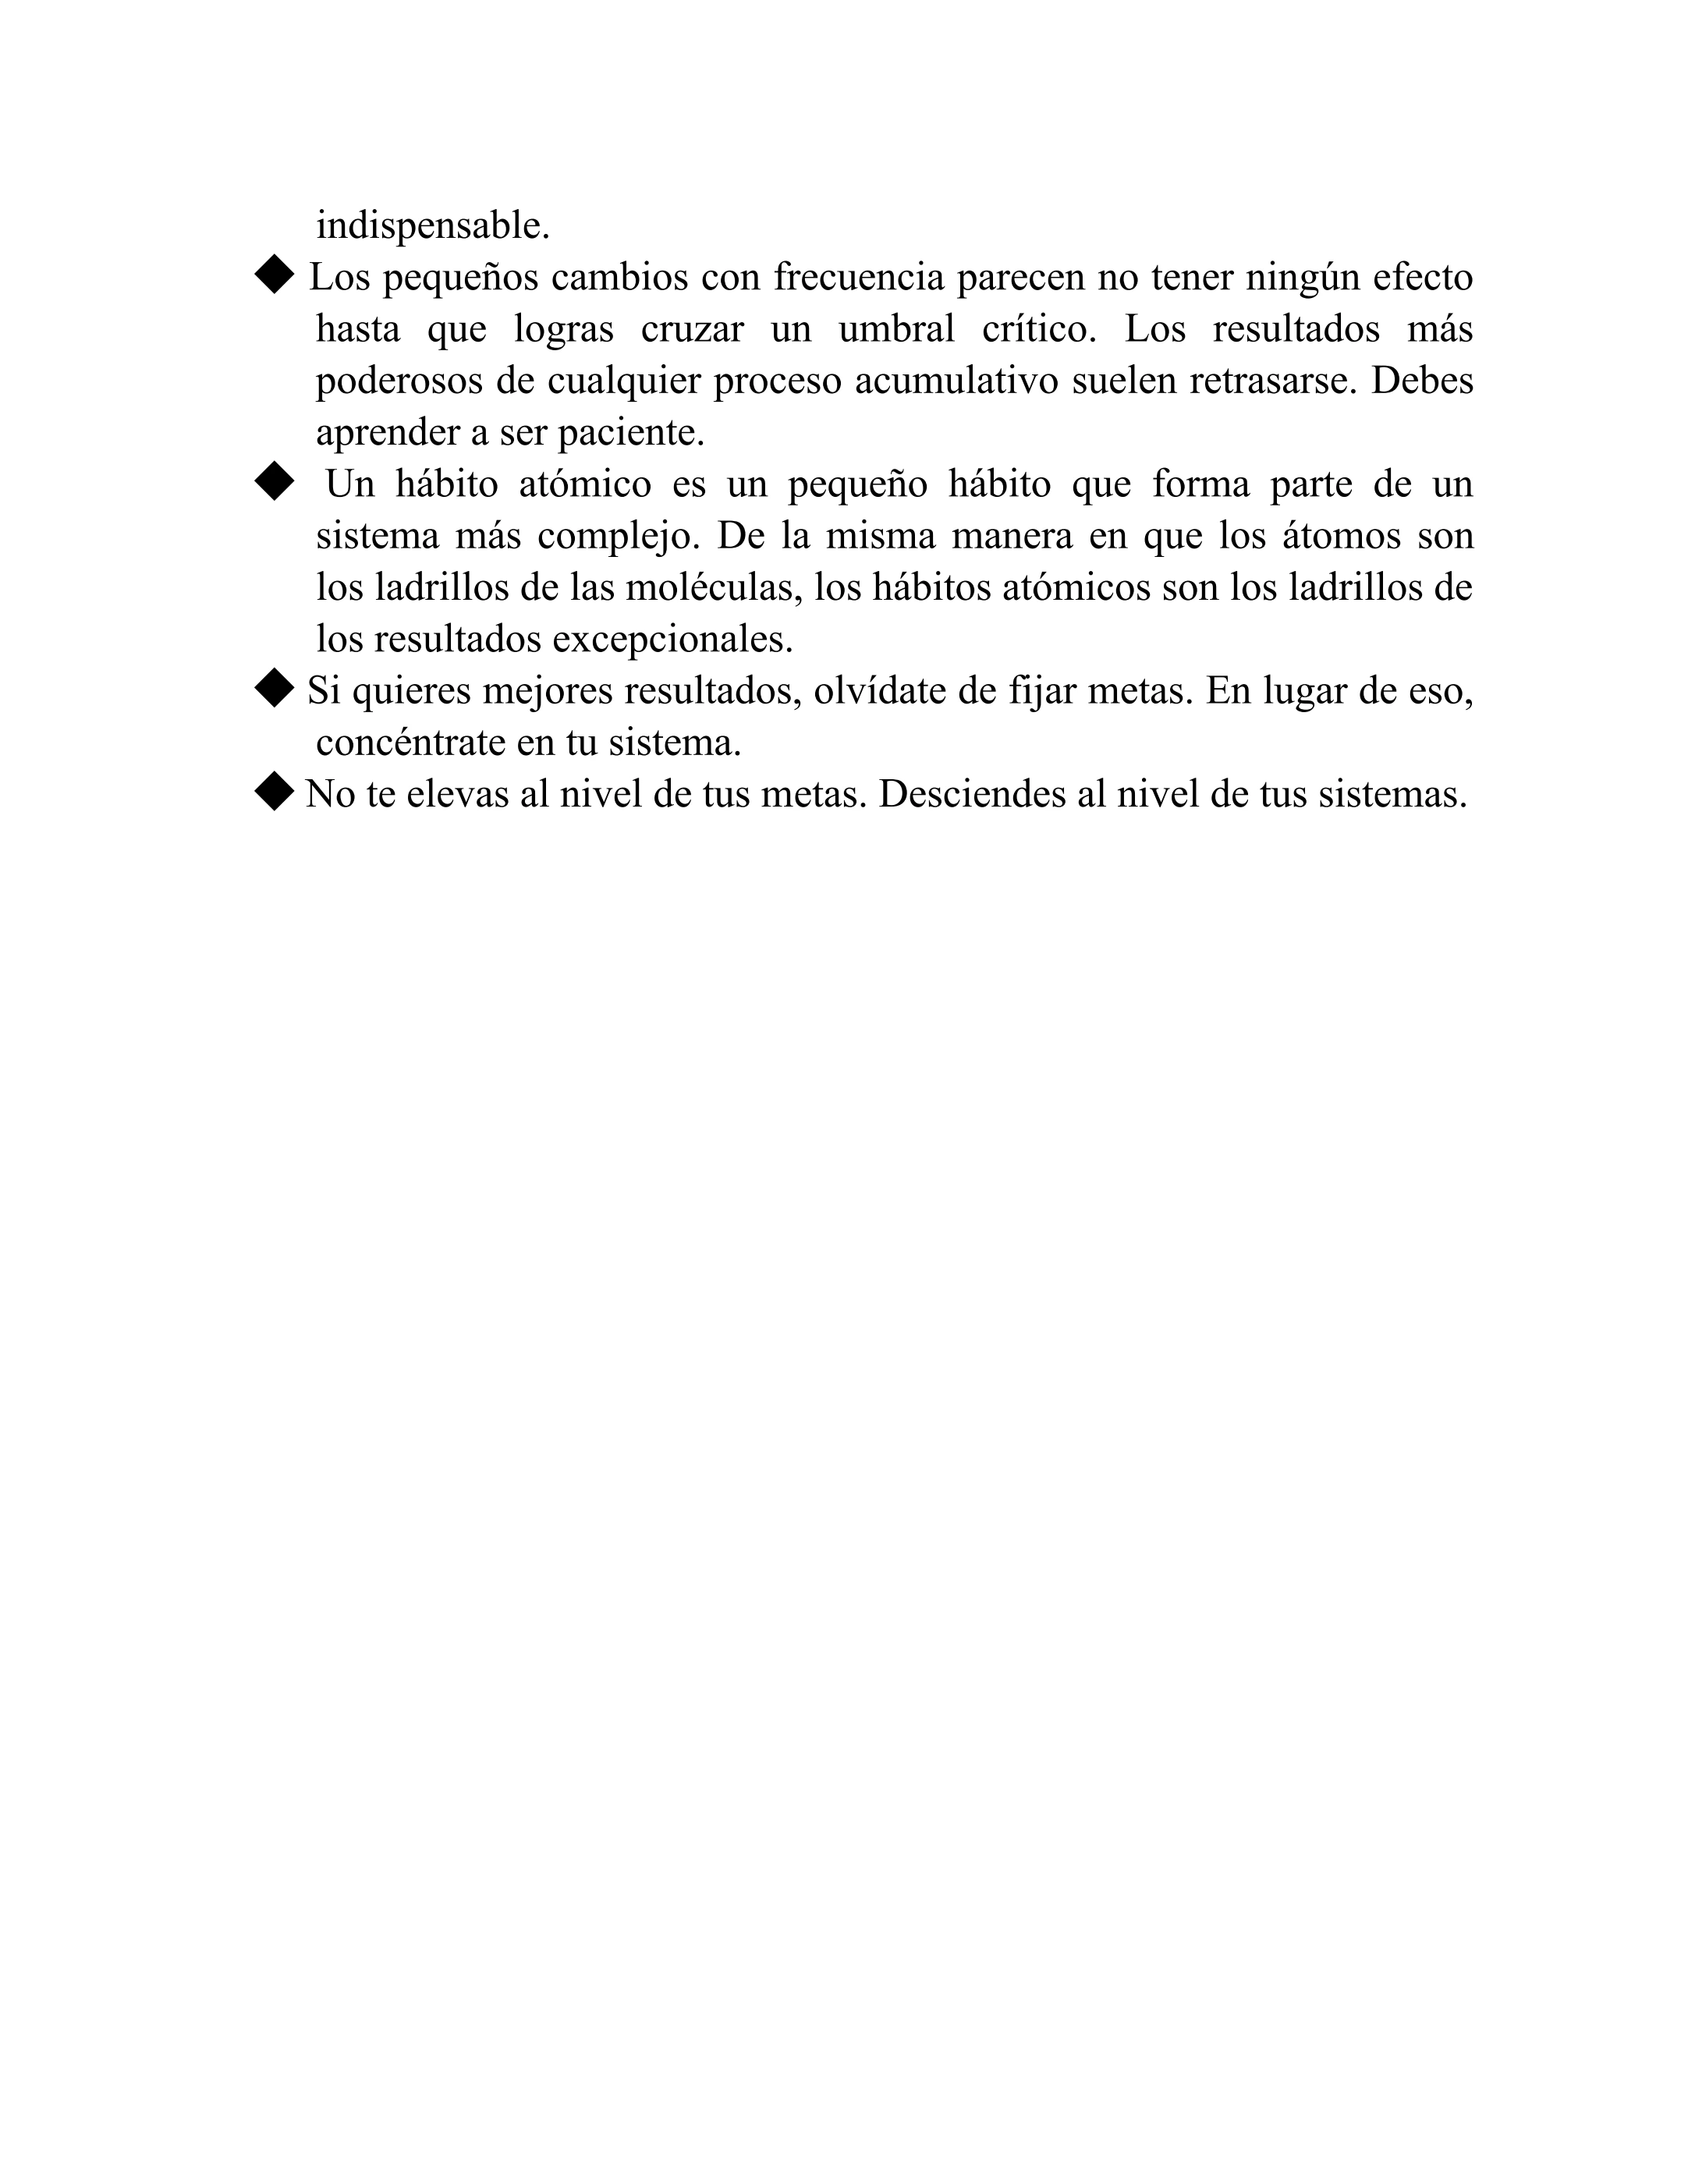 indispensable.
◆ Los pequeños cambios con frecuencia parecen no tener ningún efecto
hasta que logras cruzar un umbral crítico. Los resultados más
poderosos de cualquier proceso acumulativo suelen retrasarse. Debes
aprender a ser paciente.
◆ Un hábito atómico es un pequeño hábito que forma parte de un
sistema más complejo. De la misma manera en que los átomos son
los ladrillos de las moléculas, los hábitos atómicos son los ladrillos de
los resultados excepcionales.
◆ Si quieres mejores resultados, olvídate de fijar metas. En lugar de eso,
concéntrate en tu sistema.
◆ No te elevas al nivel de tus metas. Desciendes al nivel de tus sistemas.